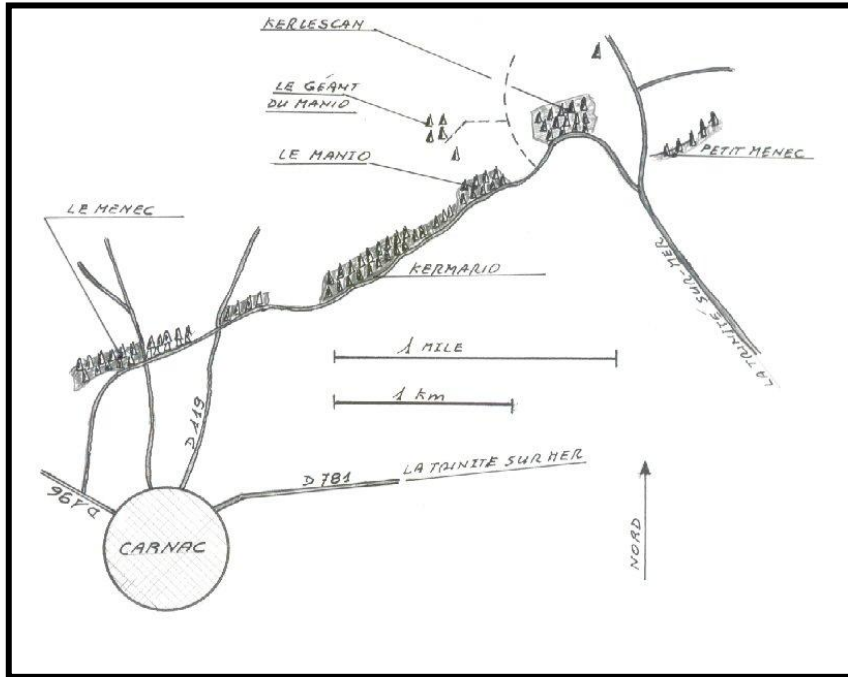 KERLESCAN
LE GÉANT
DU MANIO
LE MANIO
PETIT MENEC
LE MENEC
KERMARIO
LA TRINITÉ SUR-MER
1 MILE
1 km
D 119
D 781
LA TRINITE SUR MER
D 196
CARNAC
NORD